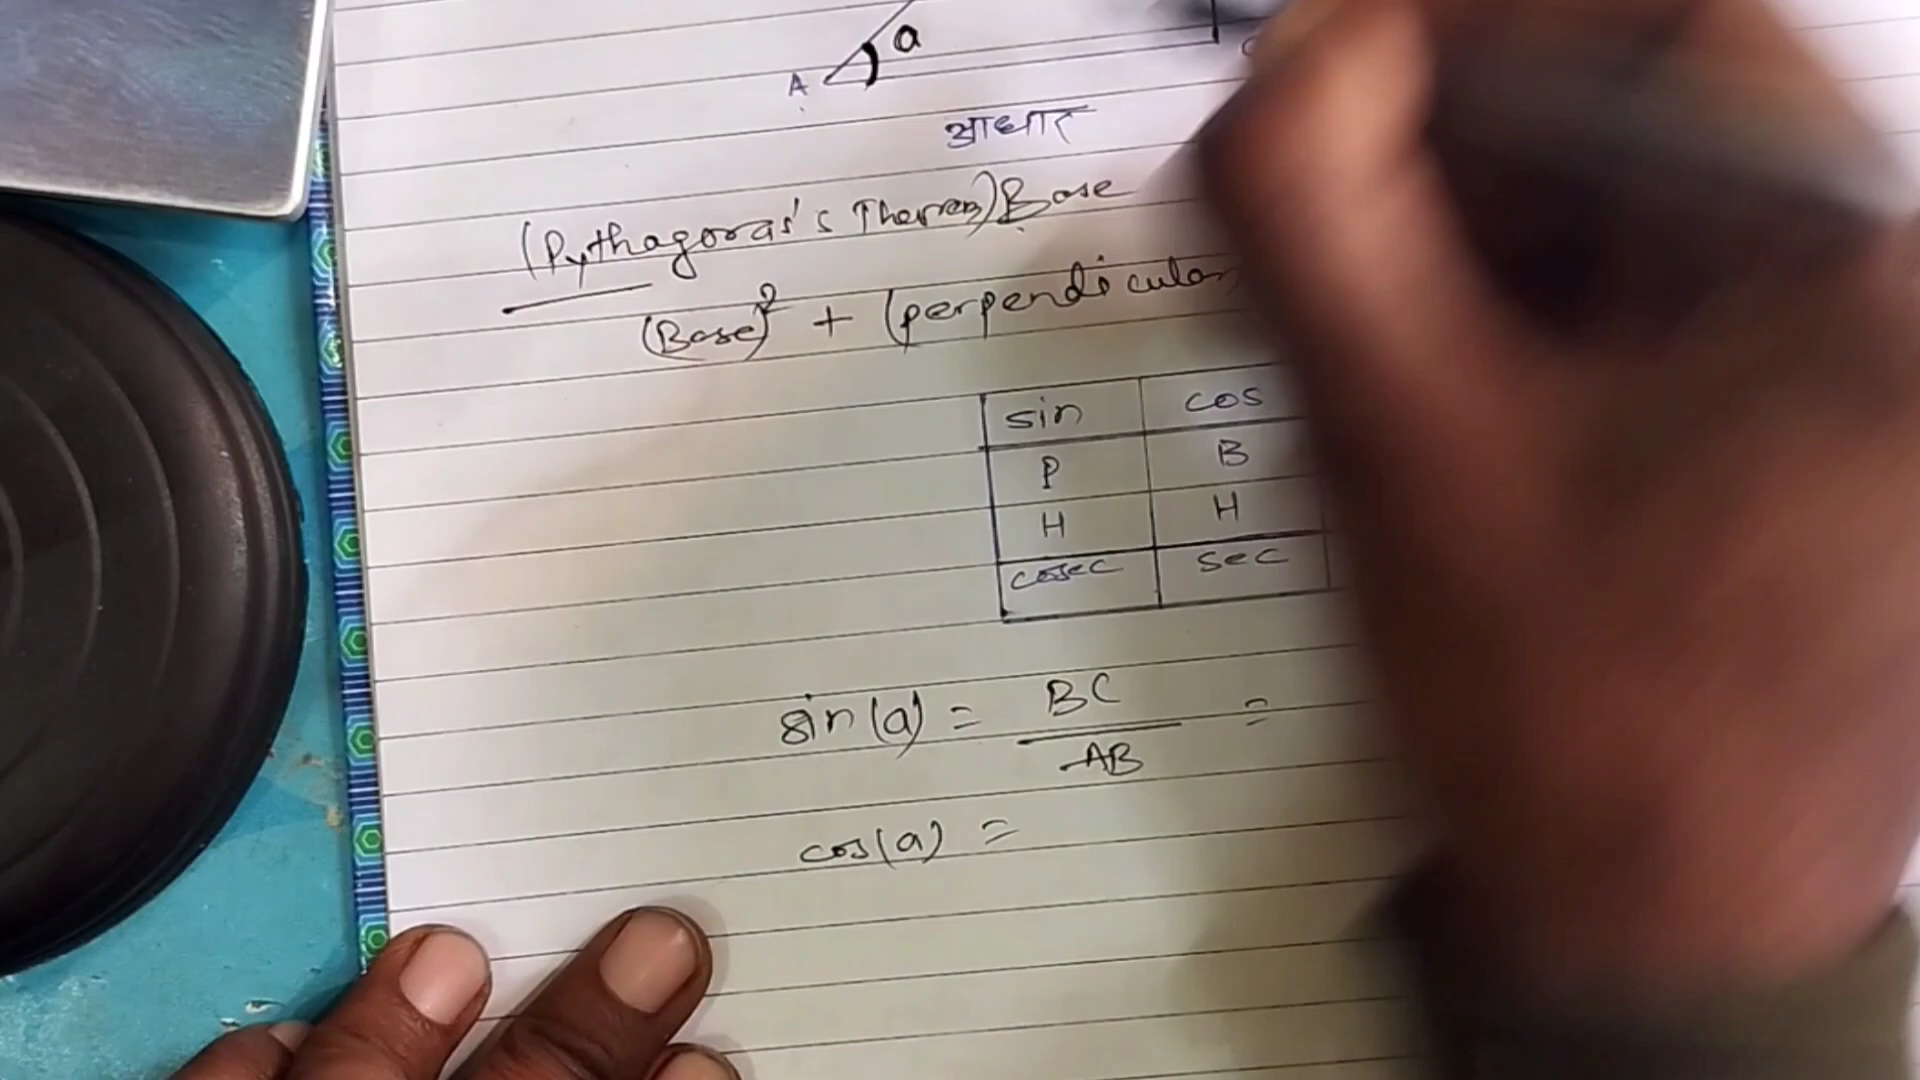 a
A
आधार
(Pythagoras's Theorem) Base
(Base)² + (perpendicular
sin cos
P B
H H
cosec sec
sin(a) = BC / AB =
cos(a) =